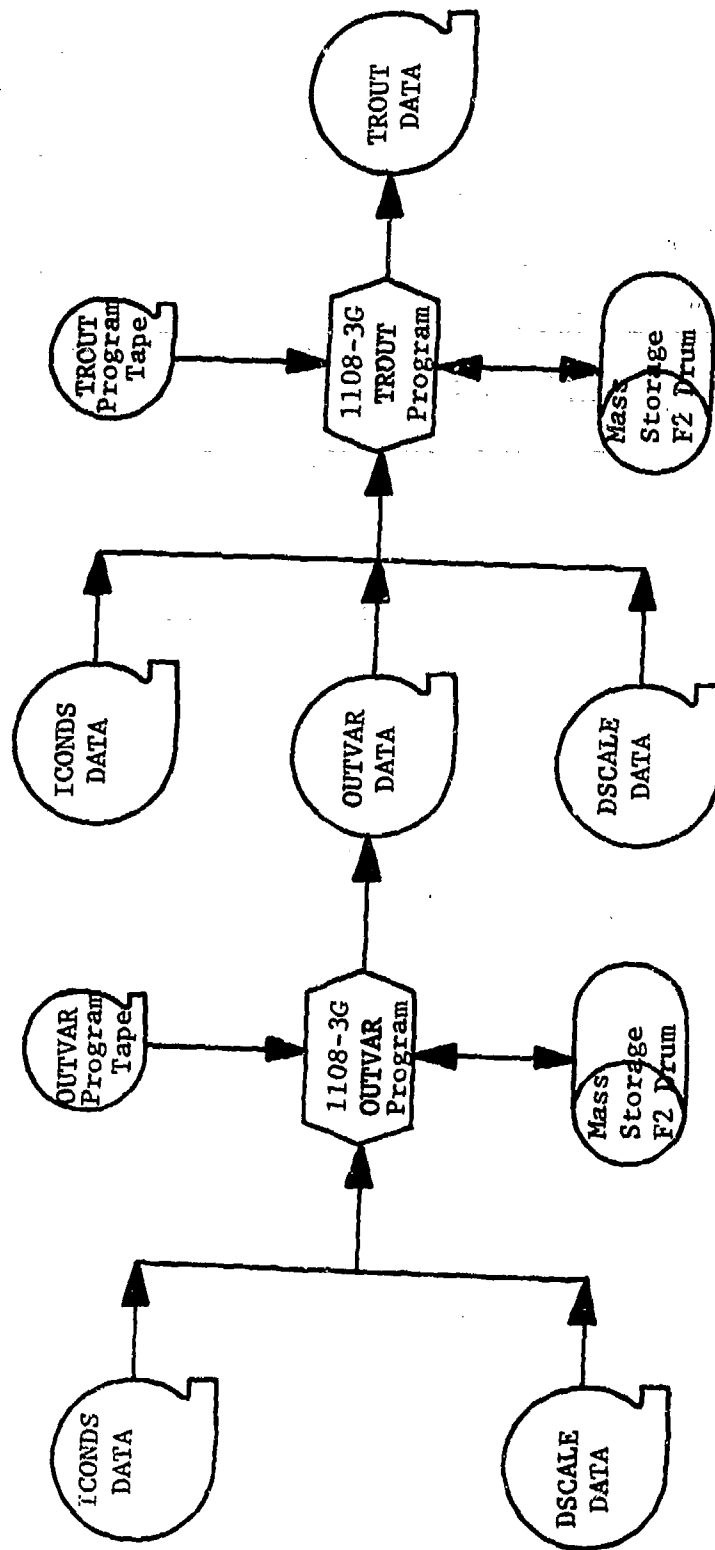 ICONDS
DATA
DSCALE
DATA
OUTVAR
Program
Tape
1108-3G
OUTVAR
Program
Mass
Storage
F2 Drum
OUTVAR
DATA
ICONDS
DATA
DSCALE
DATA
TROUT
Program
Tape
1108-3G
TROUT
Program
Mass
Storage
F2 Drum
TROUT
DATA